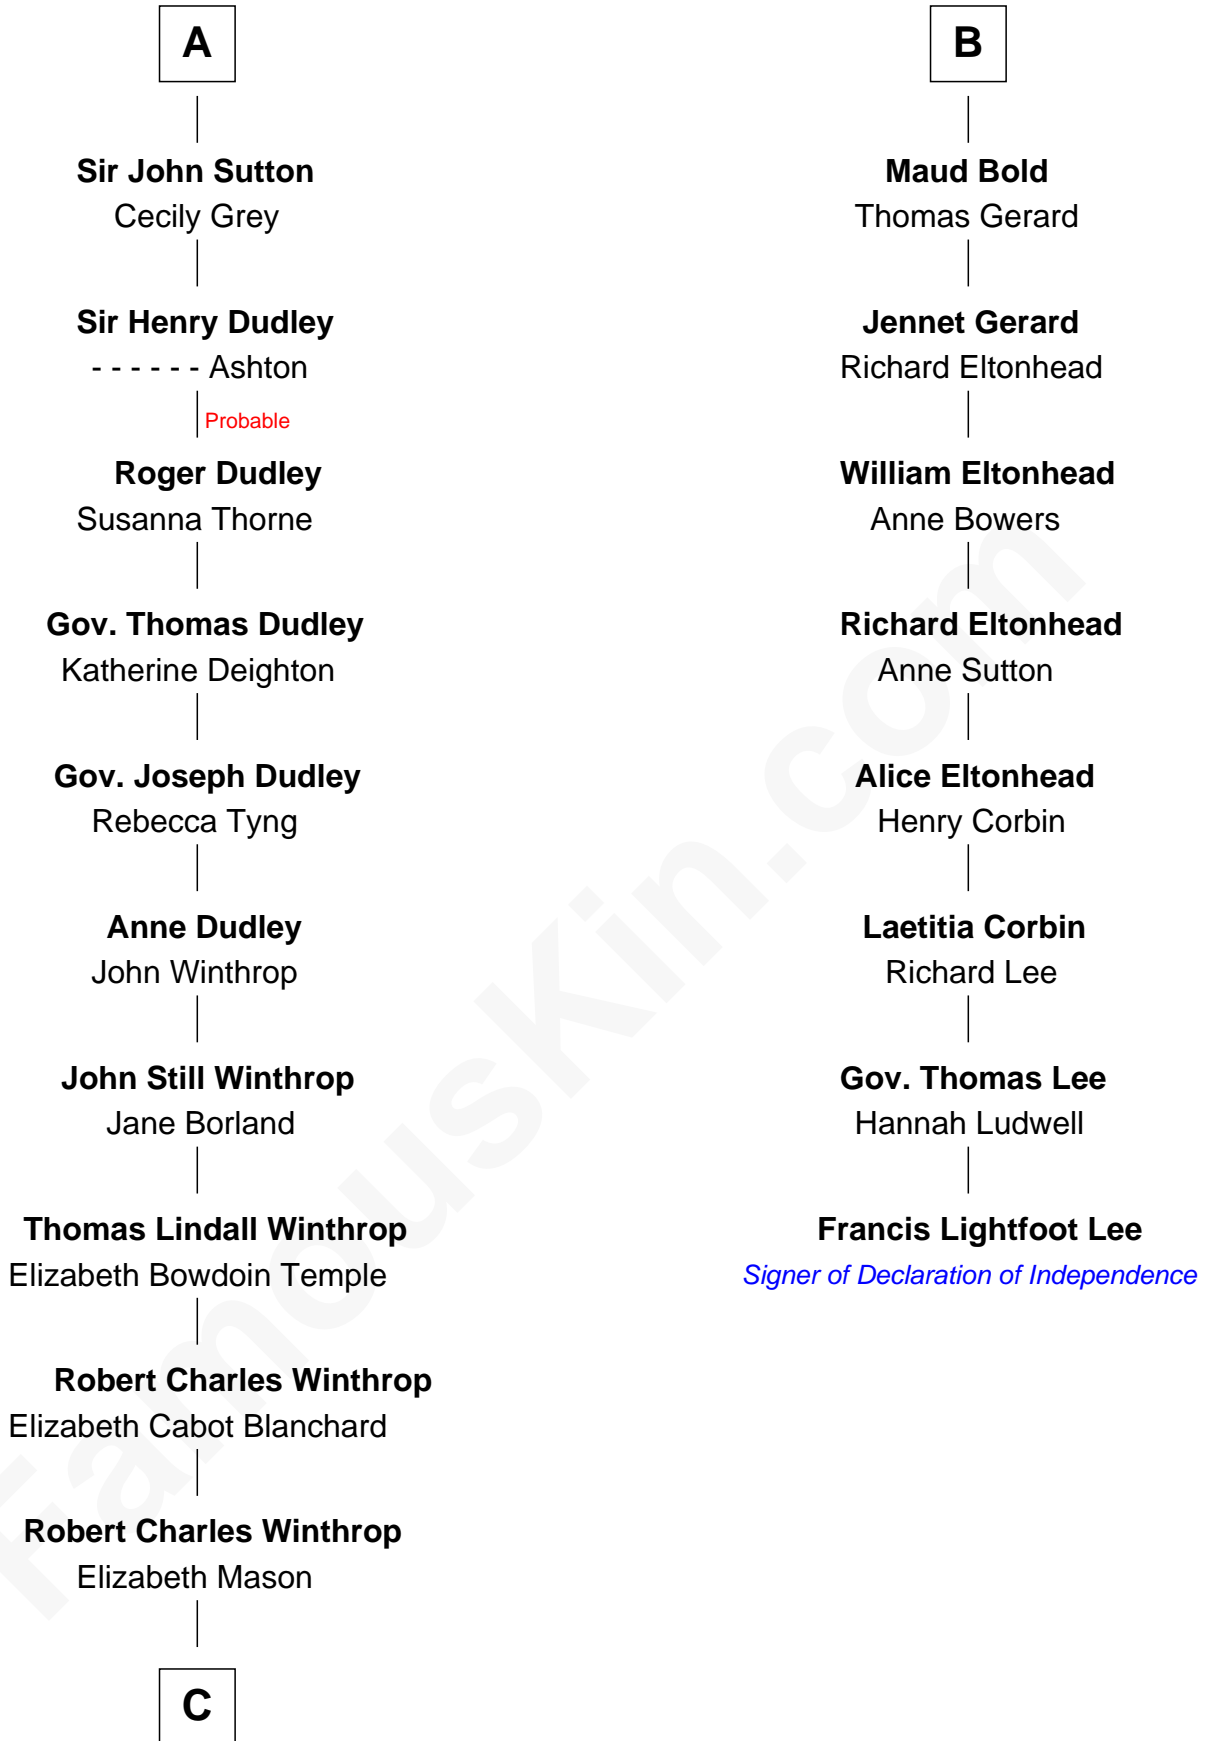 A
Sir John Sutton
Cecily Grey
Sir Henry Dudley
- - - - - - Ashton
Probable
Roger Dudley
Susanna Thorne
Gov. Thomas Dudley
Katherine Deighton
Gov. Joseph Dudley
Rebecca Tyng
Anne Dudley
John Winthrop
John Still Winthrop
Jane Borland
Thomas Lindall Winthrop
Elizabeth Bowdoin Temple
Robert Charles Winthrop
Elizabeth Cabot Blanchard
Robert Charles Winthrop
Elizabeth Mason
C
B
Maud Bold
Thomas Gerard
Jennet Gerard
Richard Eltonhead
William Eltonhead
Anne Bowers
Richard Eltonhead
Anne Sutton
Alice Eltonhead
Henry Corbin
Laetitia Corbin
Richard Lee
Gov. Thomas Lee
Hannah Ludwell
Francis Lightfoot Lee
Signer of Declaration of Independence
FamousKin.com